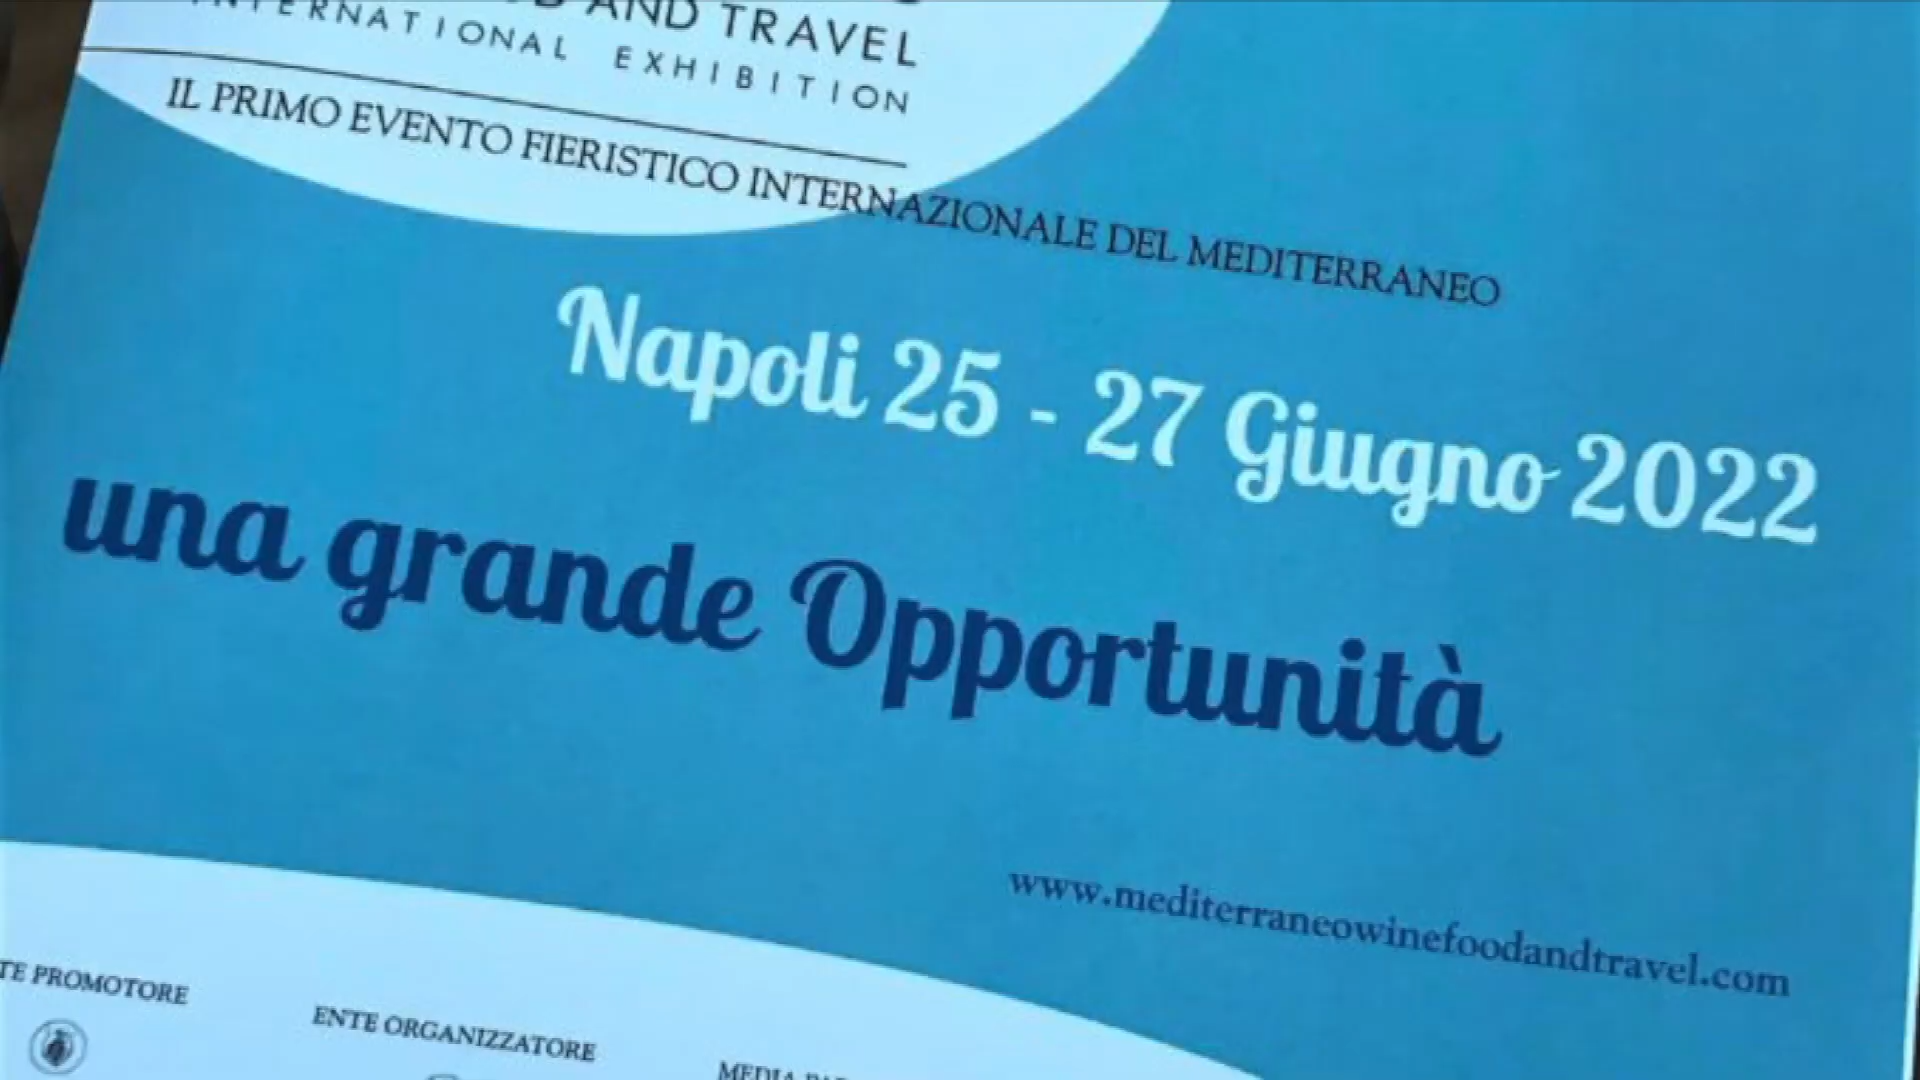 AND TRAVEL
INTERNATIONAL EXHIBITION
IL PRIMO EVENTO FIERISTICO INTERNAZIONALE DEL MEDITERRANEO
Napoli 25 - 27 Giugno 2022
una grande Opportunità
www.mediterraneowinefoodandtravel.com
PROMOTORE
ENTE ORGANIZZATORE
MEDIA